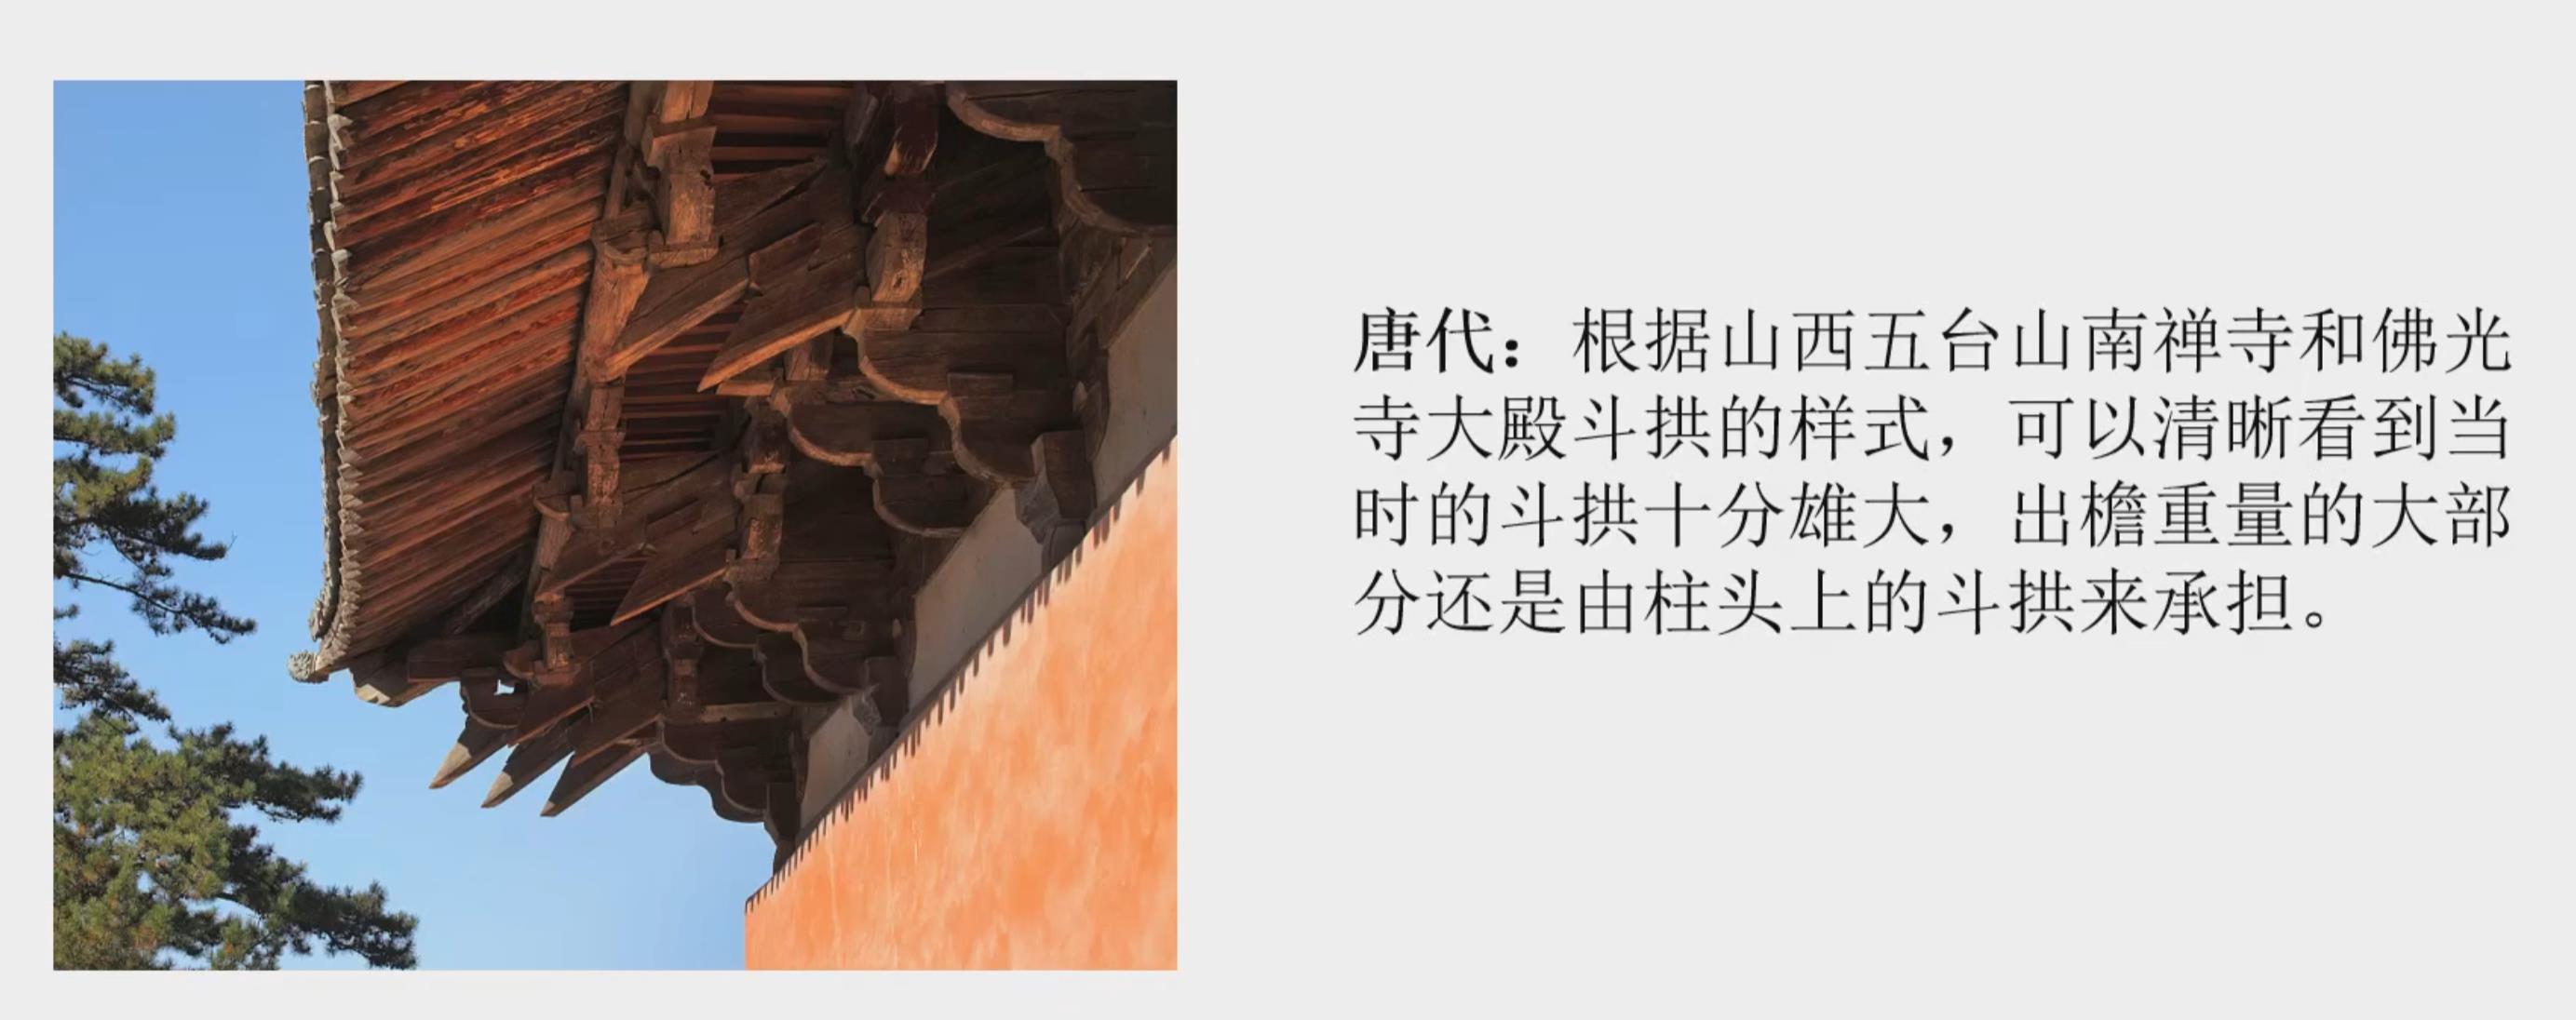 唐代：根据山西五台山南禅寺和佛光
寺大殿斗拱的样式，可以清晰看到当
时的斗拱十分雄大，出檐重量的大部
分还是由柱头上的斗拱来承担。